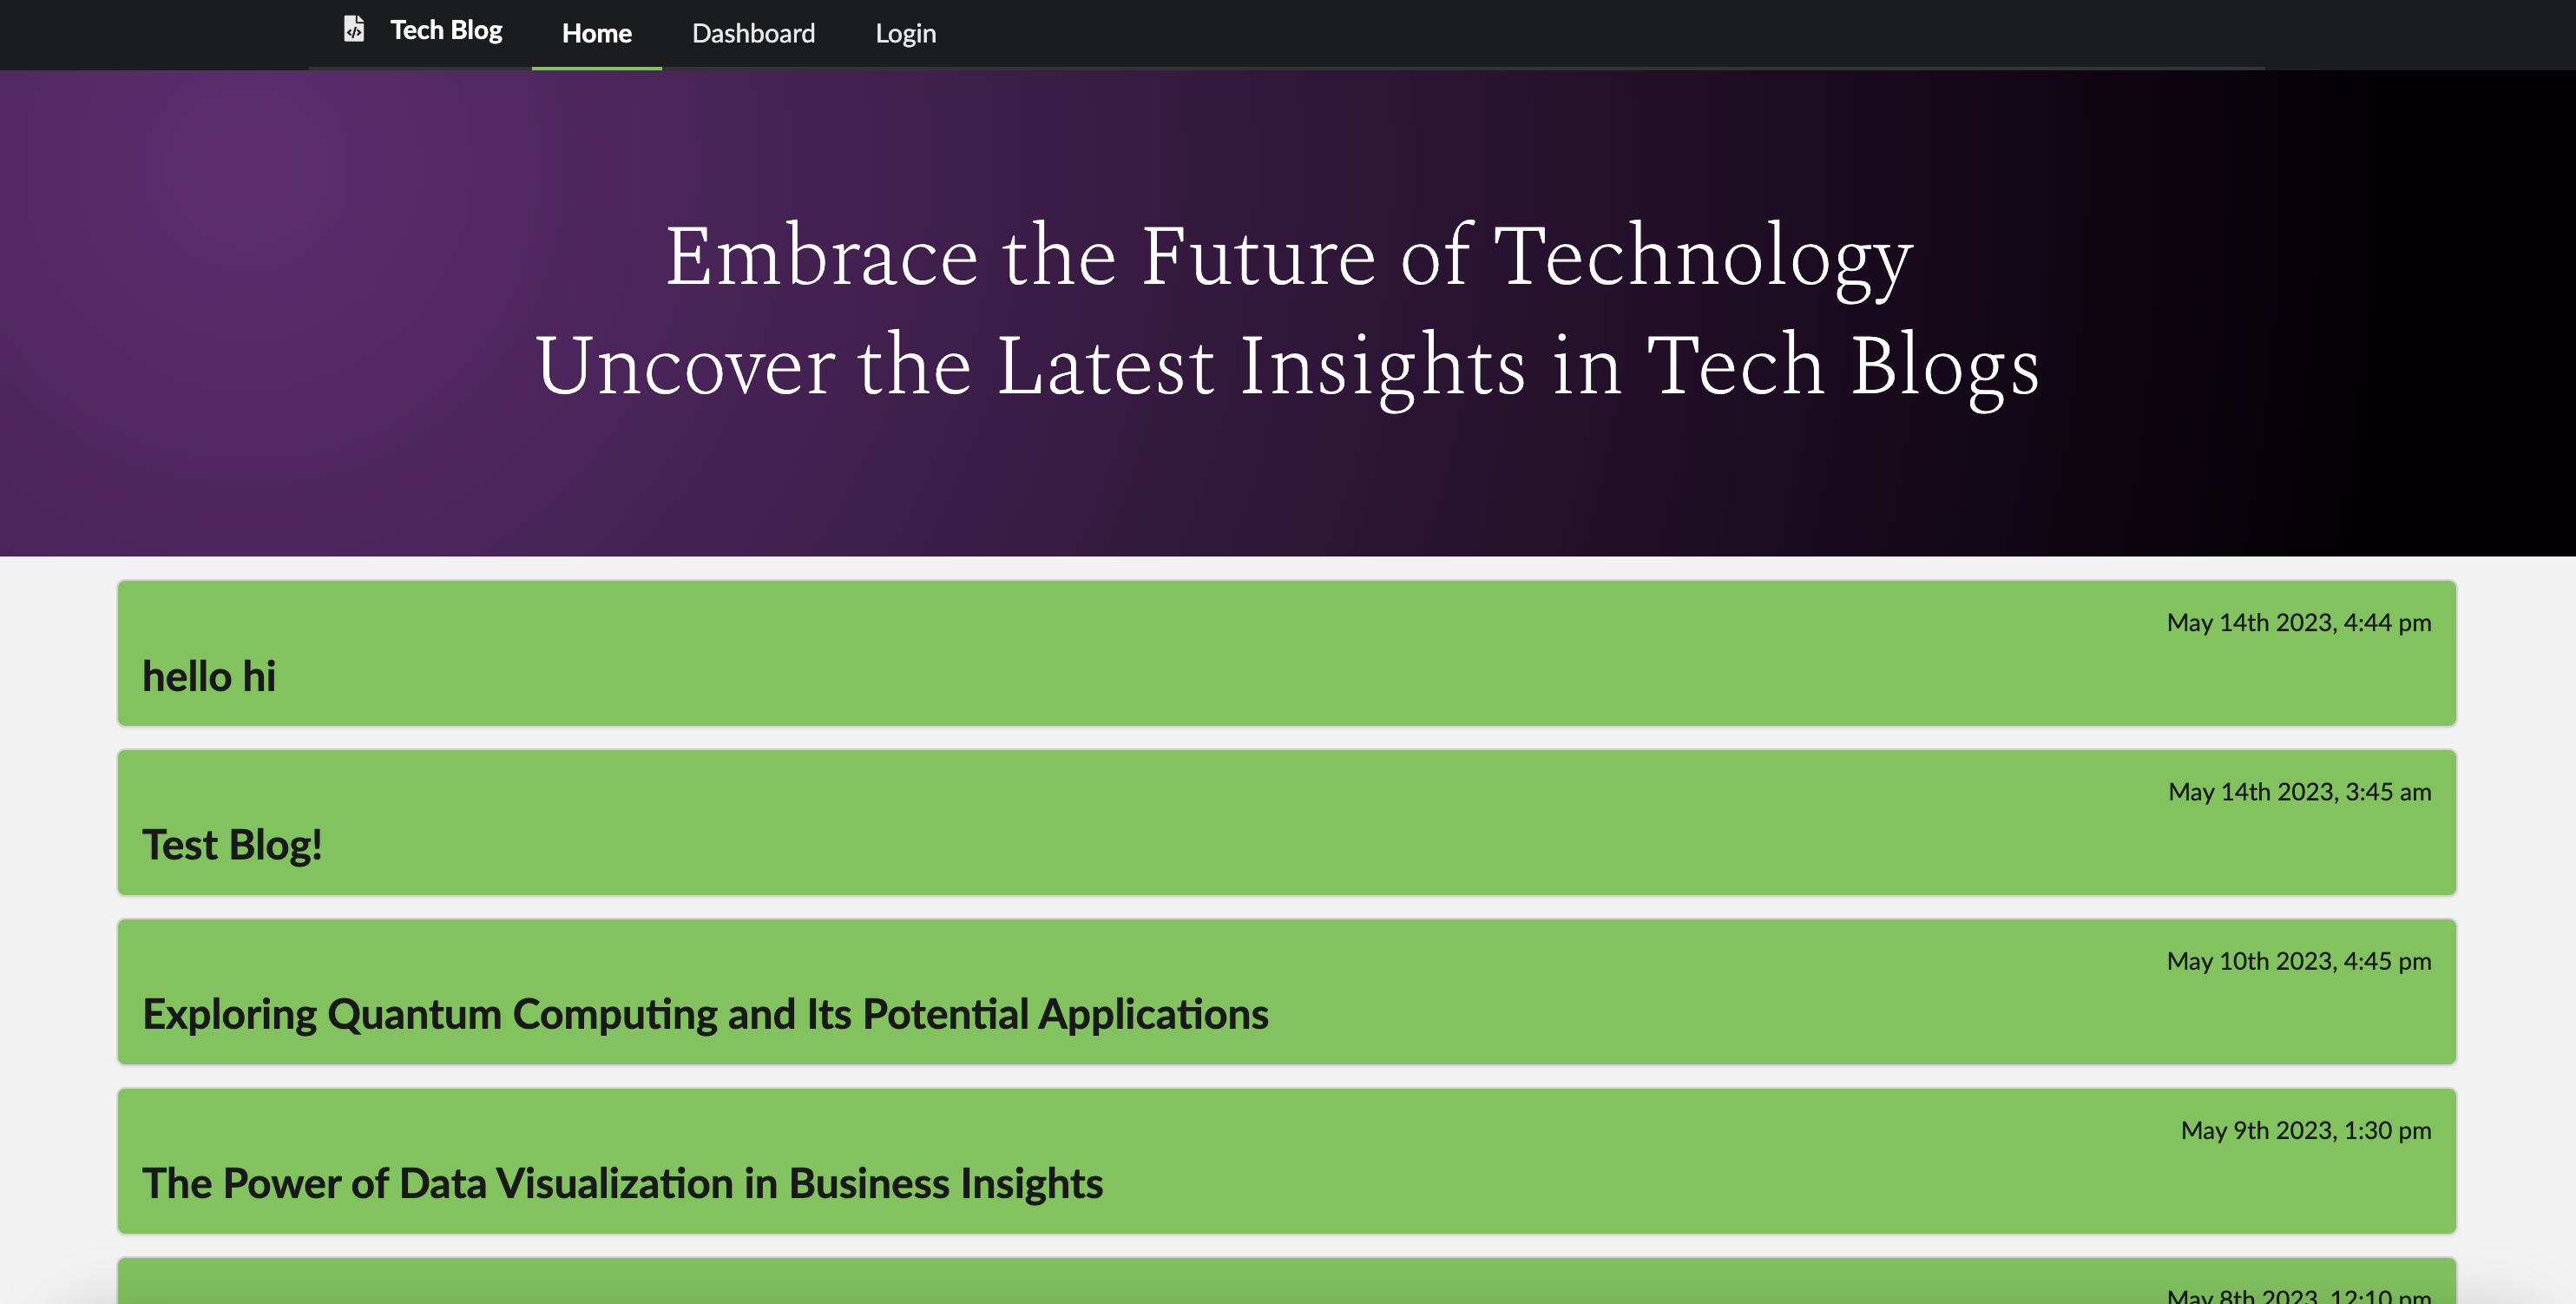 Tech Blog Home Dashboard Login
Embrace the Future of Technology
Uncover the Latest Insights in Tech Blogs
May 14th 2023, 4:44 pm
hello hi
May 14th 2023, 3:45 am
Test Blog!
May 10th 2023, 4:45 pm
Exploring Quantum Computing and Its Potential Applications
May 9th 2023, 1:30 pm
The Power of Data Visualization in Business Insights
May 8th 2023, 12:10 pm